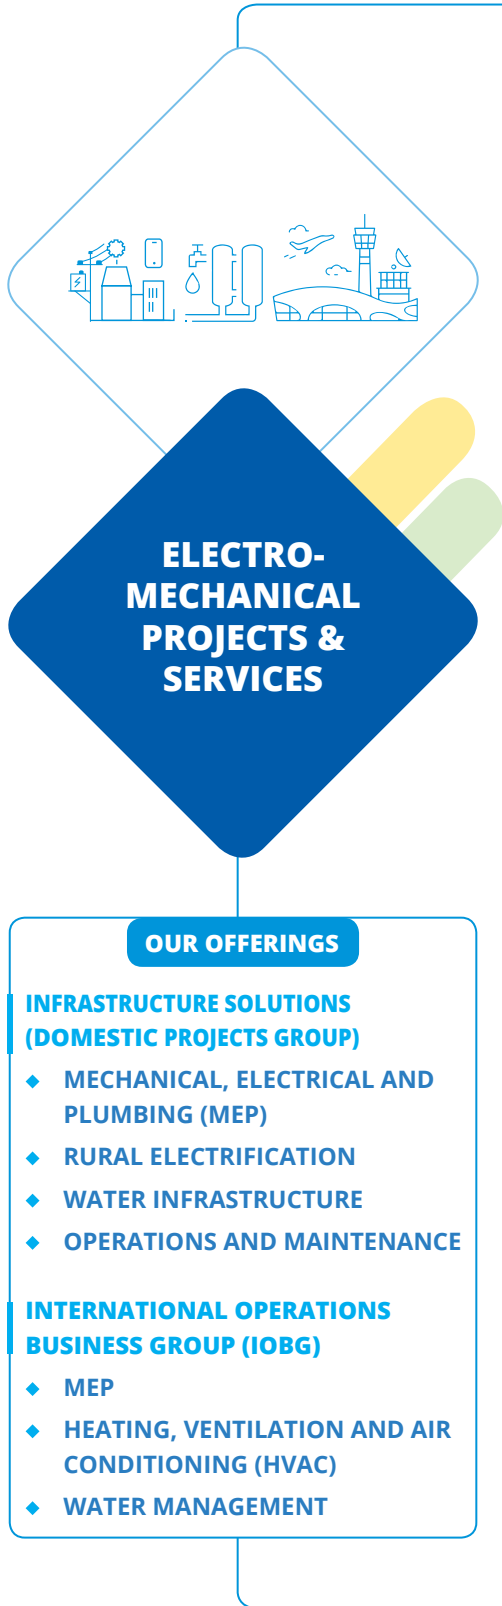 ELECTRO-
MECHANICAL
PROJECTS &
SERVICES
OUR OFFERINGS
INFRASTRUCTURE SOLUTIONS
(DOMESTIC PROJECTS GROUP)
MECHANICAL, ELECTRICAL AND
PLUMBING (MEP)
RURAL ELECTRIFICATION
WATER INFRASTRUCTURE
OPERATIONS AND MAINTENANCE
INTERNATIONAL OPERATIONS
BUSINESS GROUP (IOBG)
MEP
HEATING, VENTILATION AND AIR
CONDITIONING (HVAC)
WATER MANAGEMENT